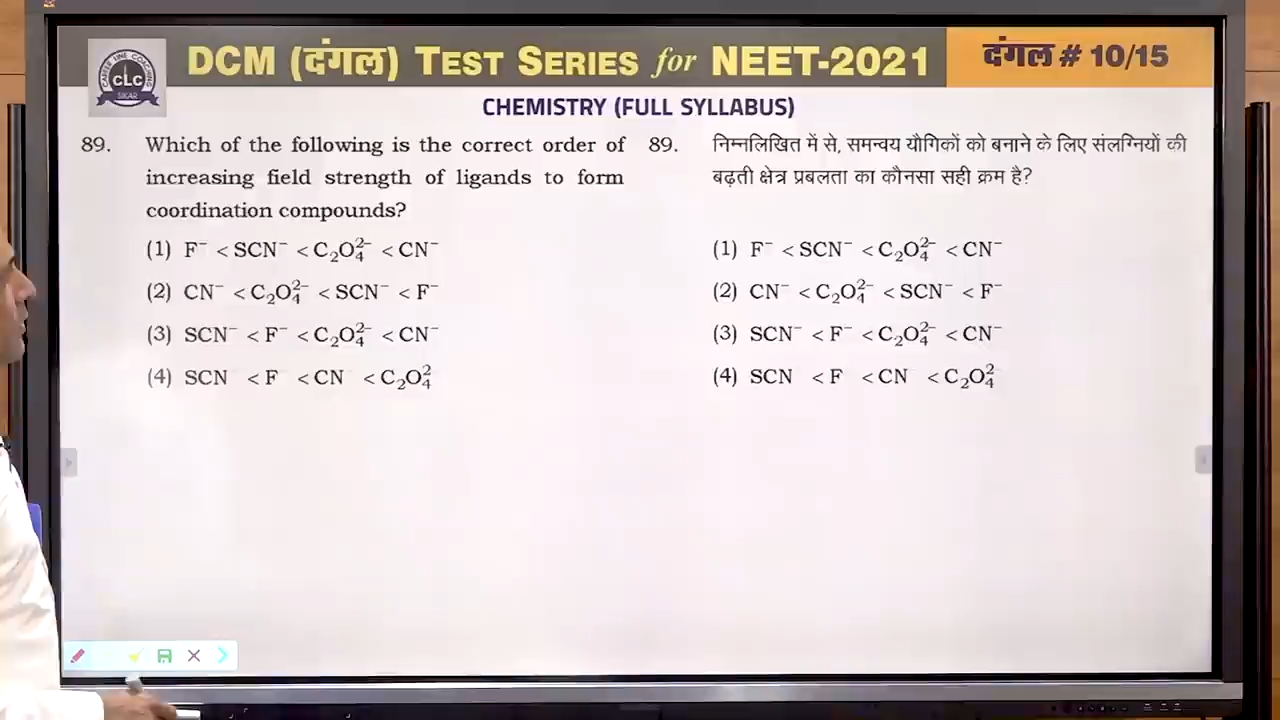 DCM (दंगल) TEST SERIES for NEET-2021
दंगल # 10/15
CLC
SIKAR
CHEMISTRY (FULL SYLLABUS)
89. Which of the following is the correct order of
increasing field strength of ligands to form
coordination compounds?
(1) F⁻ < SCN⁻ < C₂O₄²⁻ < CN⁻
(2) CN⁻ < C₂O₄²⁻ < SCN⁻ < F⁻
(3) SCN⁻ < F⁻ < C₂O₄²⁻ < CN⁻
(4) SCN < F < CN < C₂O₄²
89. निम्नलिखित में से, समन्वय यौगिकों को बनाने के लिए संलग्नियों की
बढ़ती क्षेत्र प्रबलता का कौनसा सही क्रम है?
(1) F⁻ < SCN⁻ < C₂O₄²⁻ < CN⁻
(2) CN⁻ < C₂O₄²⁻ < SCN⁻ < F⁻
(3) SCN⁻ < F⁻ < C₂O₄²⁻ < CN⁻
(4) SCN < F < CN < C₂O₄²